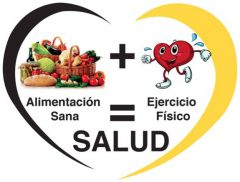 +
Alimentación Ejercicio
Sana = Físico
SALUD